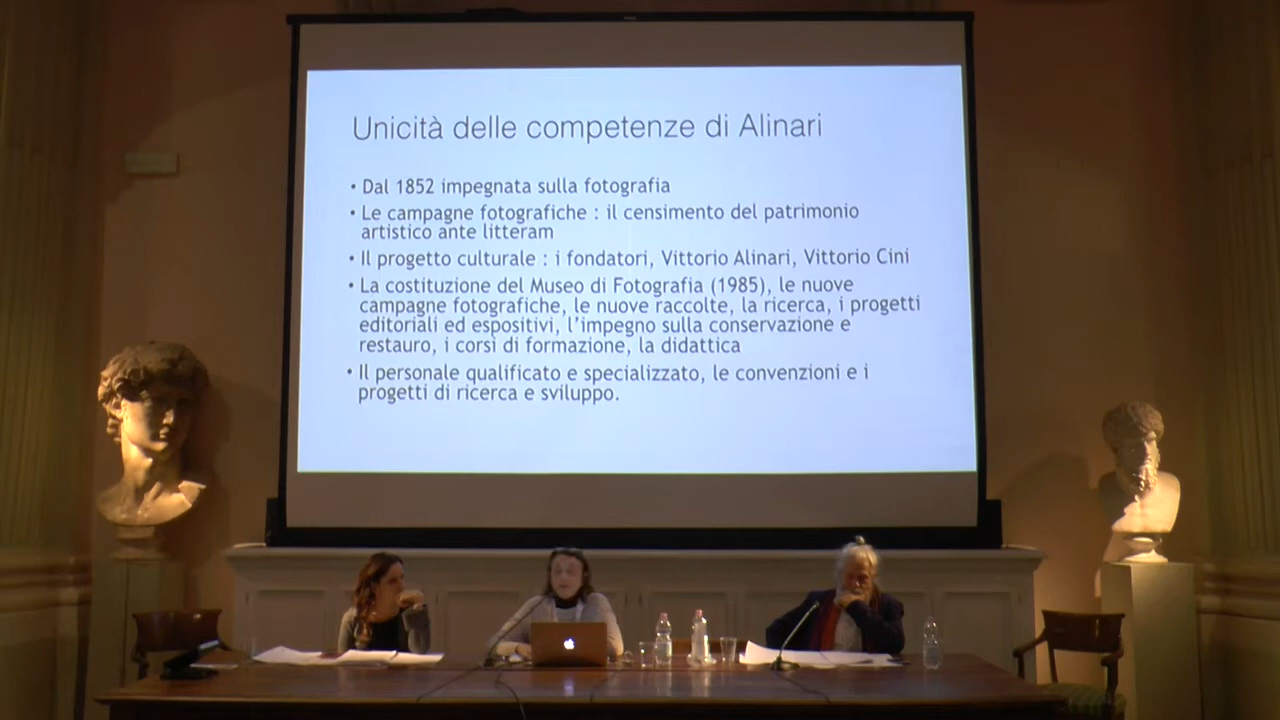 Unicità delle competenze di Alinari
• Dal 1852 impegnata sulla fotografia
• Le campagne fotografiche : il censimento del patrimonio
artistico ante litteram
• Il progetto culturale : i fondatori, Vittorio Alinari, Vittorio Cini
• La costituzione del Museo di Fotografia (1985), le nuove
campagne fotografiche, le nuove raccolte, la ricerca, i progetti
editoriali ed espositivi, l'impegno sulla conservazione e
restauro, i corsi di formazione, la didattica
• Il personale qualificato e specializzato, le convenzioni e i
progetti di ricerca e sviluppo.